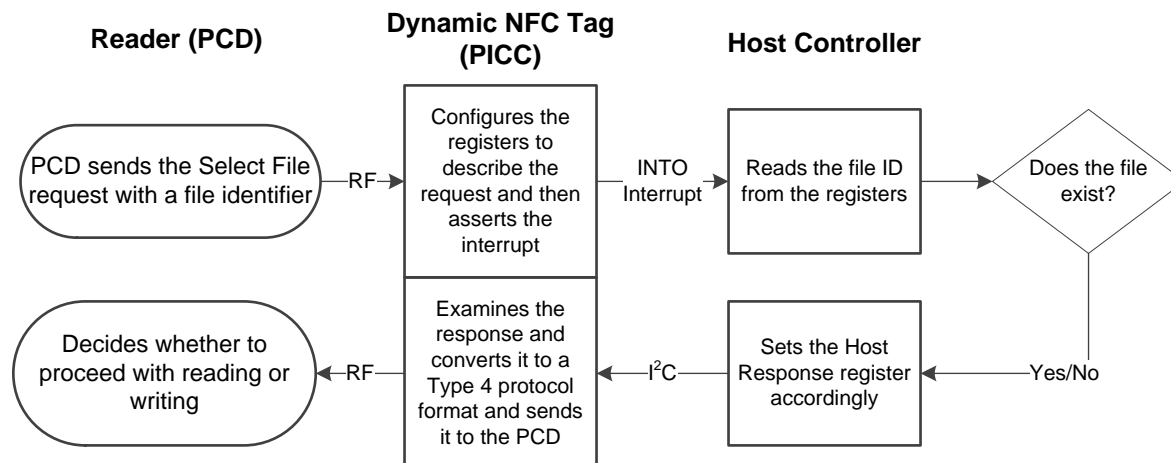 Reader (PCD)
Dynamic NFC Tag
(PICC)
Host Controller
PCD sends the Select File
request with a file identifier
RF
Configures the
registers to
describe the
request and then
asserts the
interrupt
INTO
Interrupt
Reads the file ID
from the registers
Does the file
exist?
Yes/No
Sets the Host
Response register
accordingly
I²C
Examines the
response and
converts it to a
Type 4 protocol
format and sends
it to the PCD
RF
Decides whether to
proceed with reading or
writing